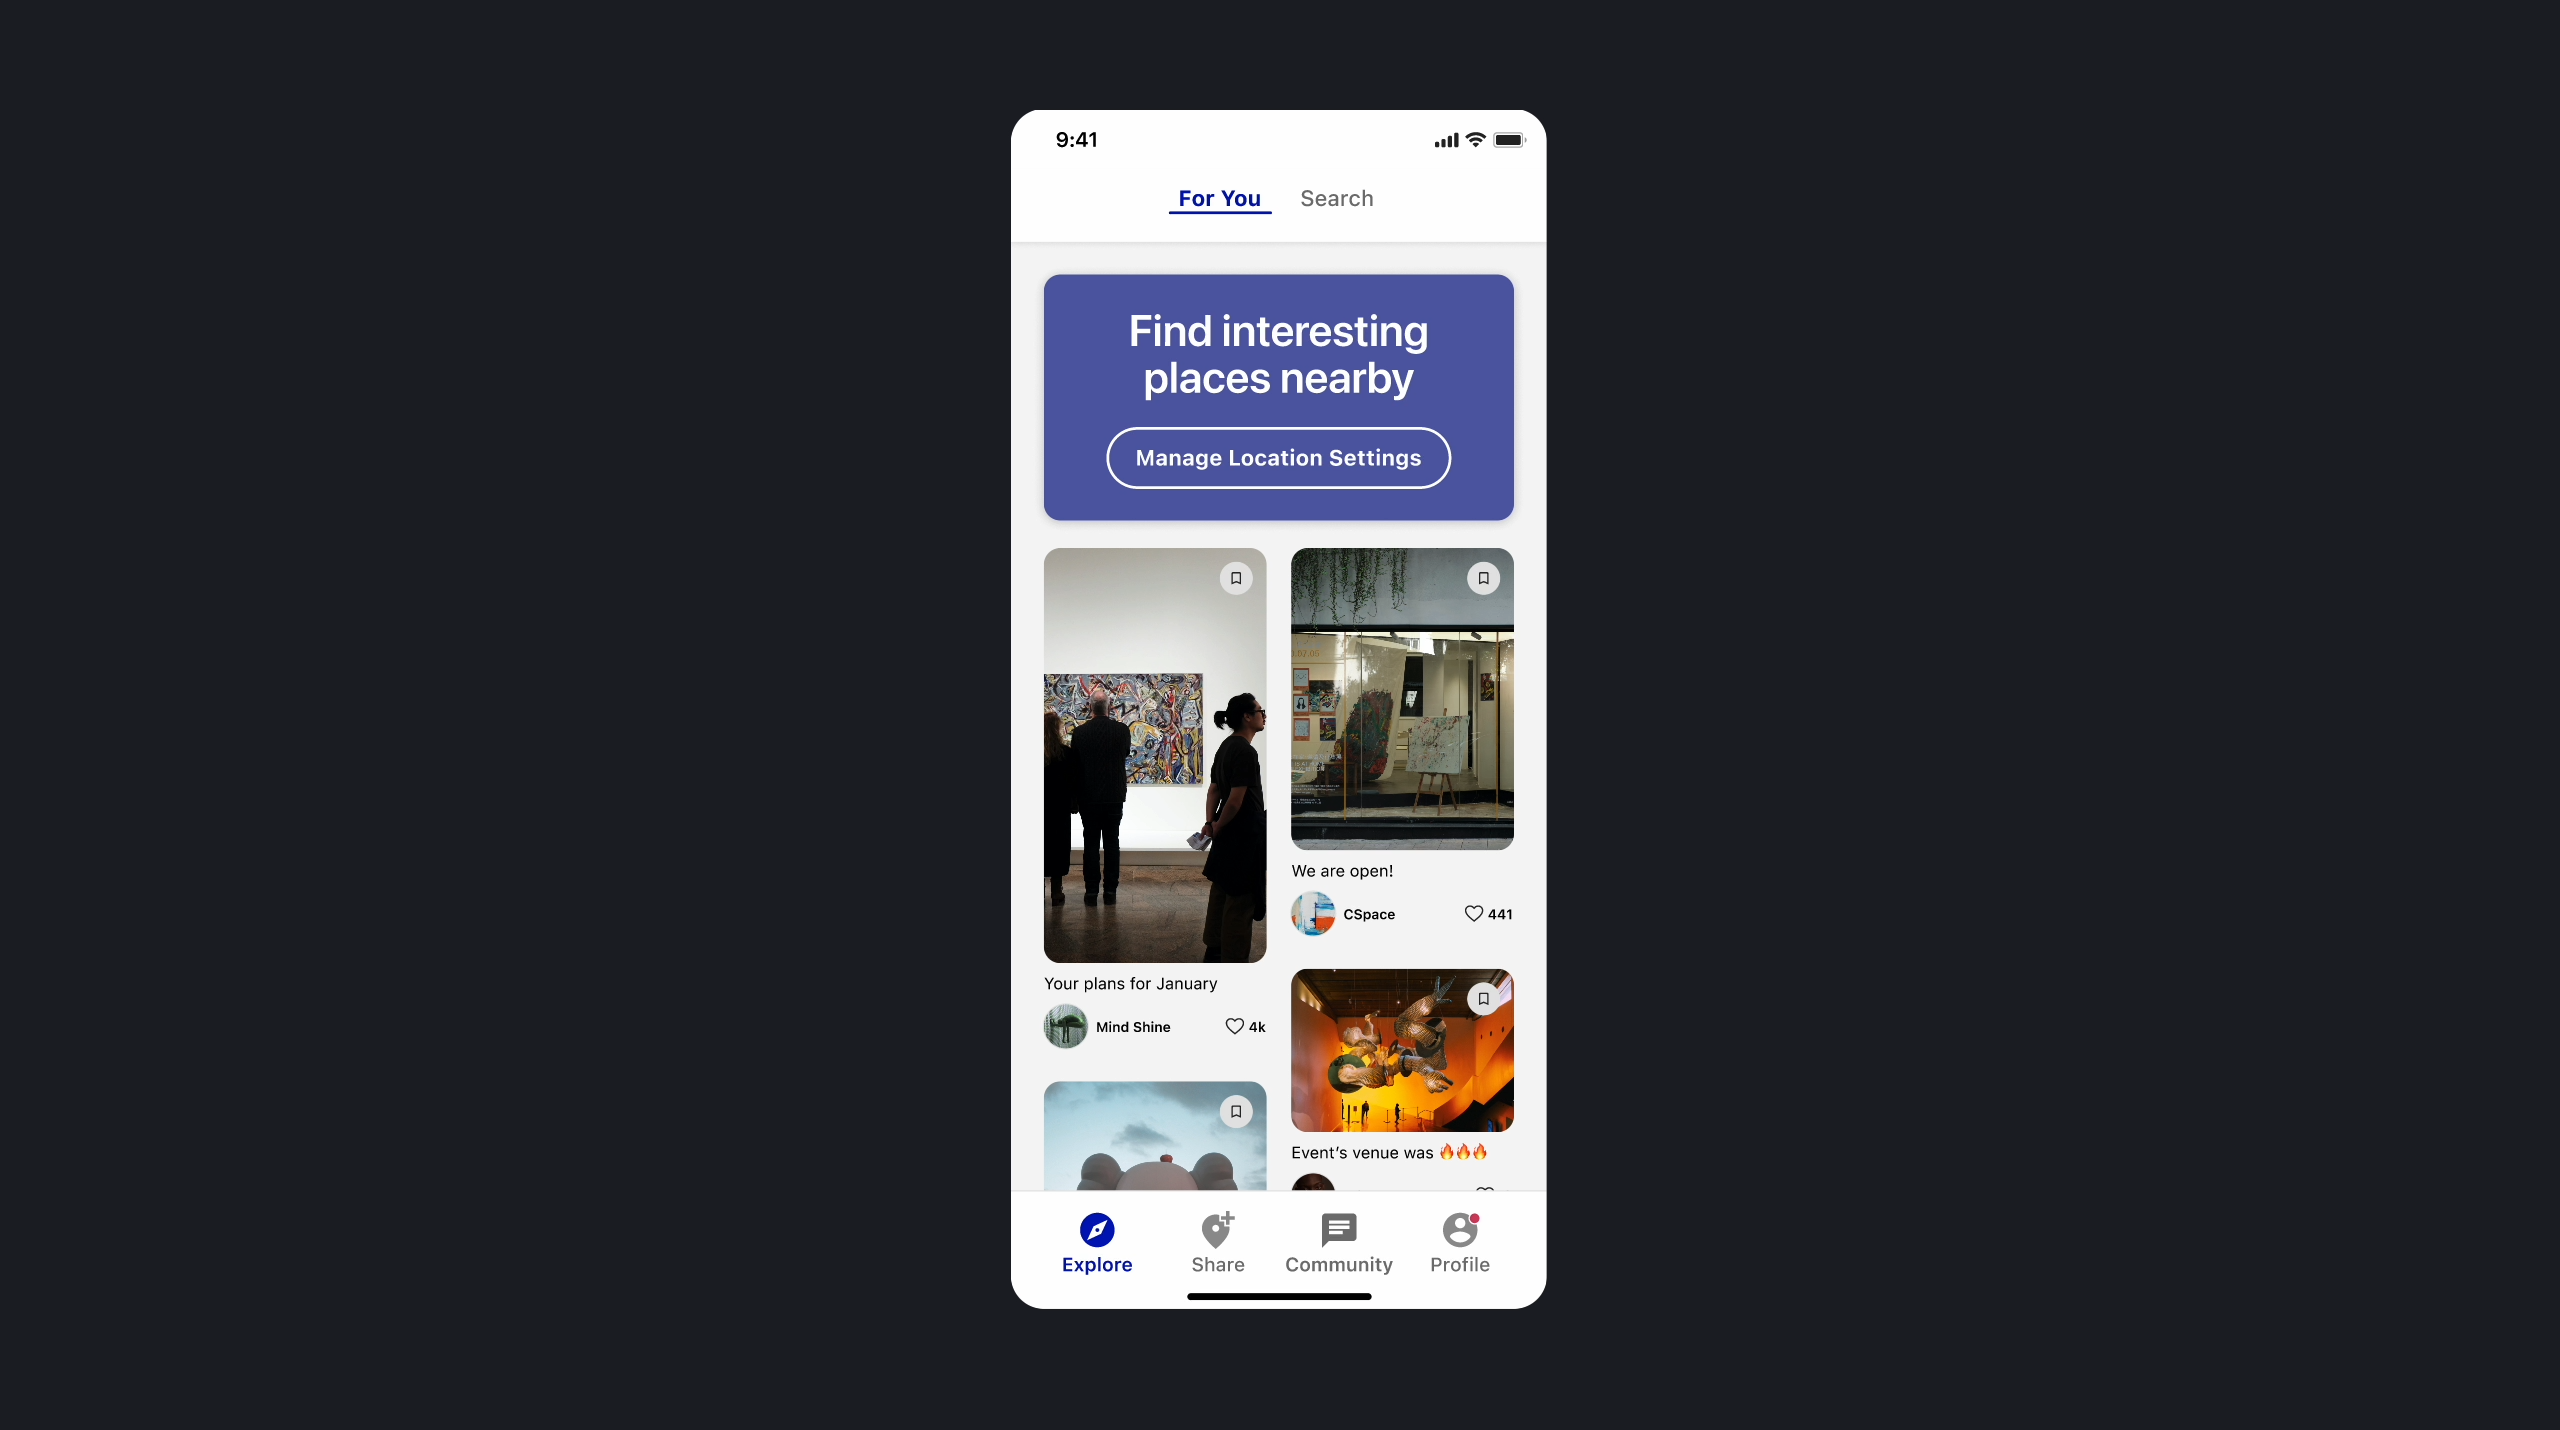 9:41
For You
Search
Find interesting
places nearby
Manage Location Settings
Your plans for January
Mind Shine
4k
We are open!
CSpace
441
Event’s venue was 🔥🔥🔥
Explore
Share
Community
Profile